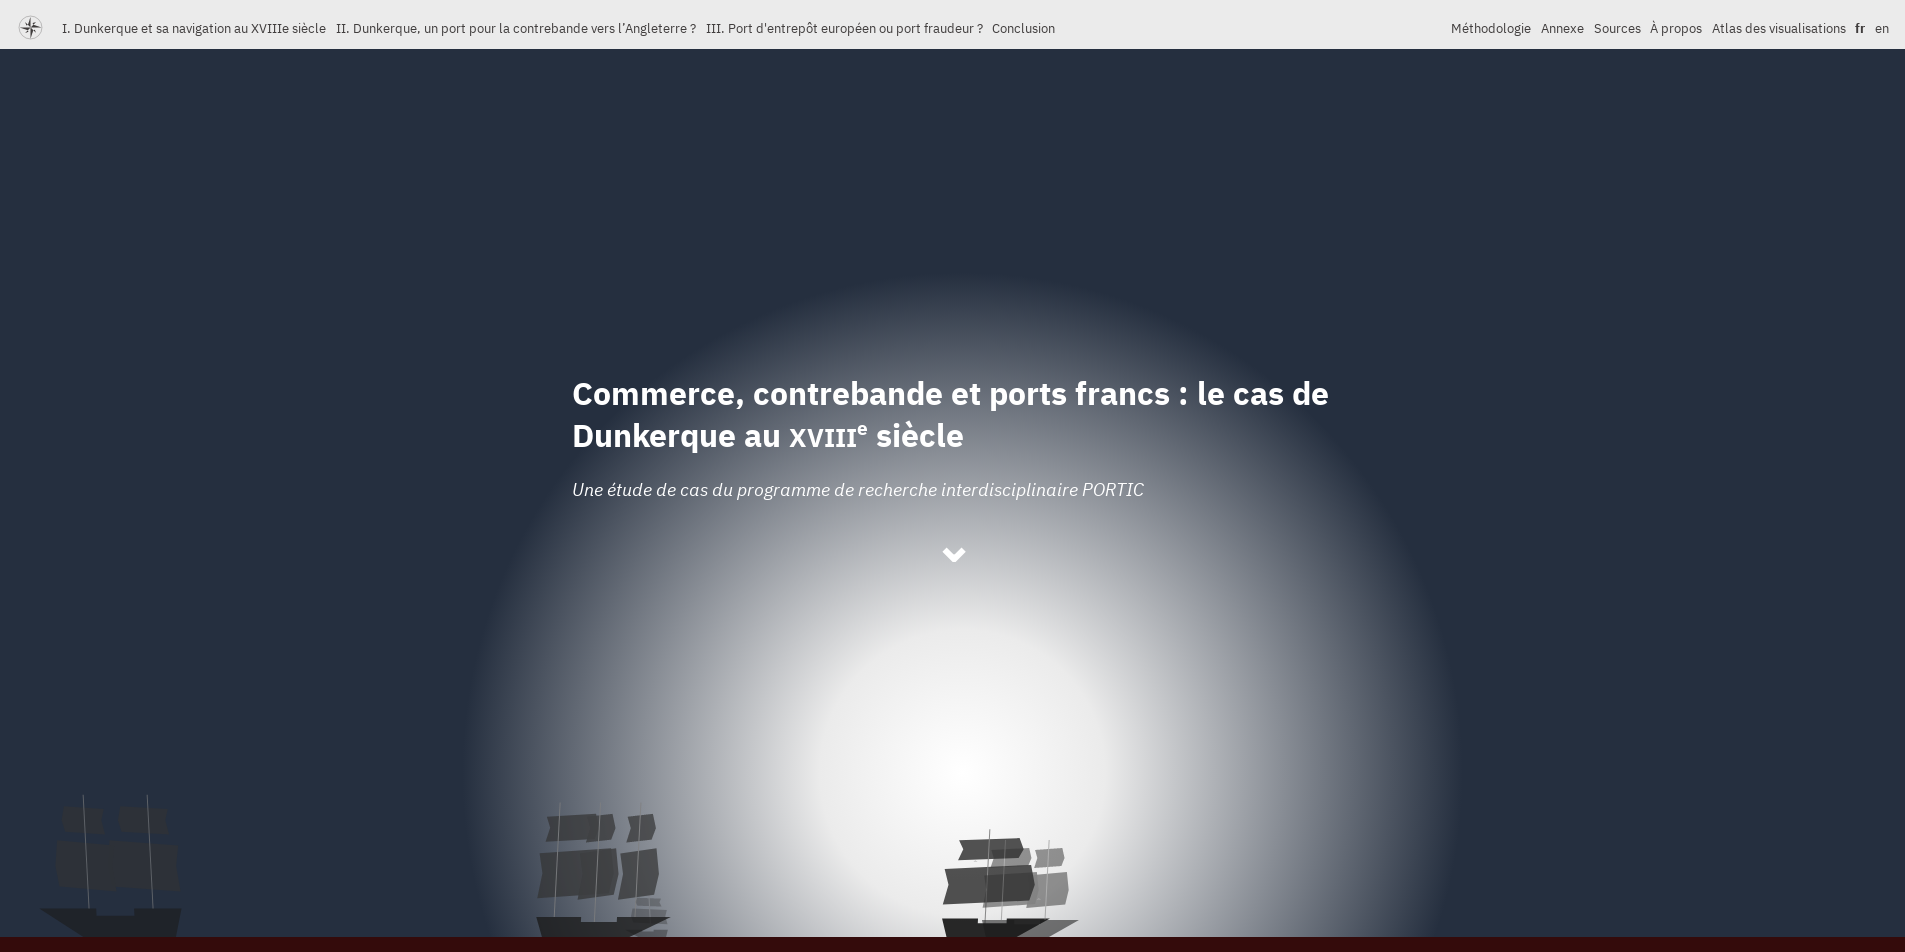 I. Dunkerque et sa navigation au XVIIIe siècle II. Dunkerque, un port pour la contrebande vers l’Angleterre ? III. Port d'entrepôt européen ou port fraudeur ? Conclusion Méthodologie Annexe Sources À propos Atlas des visualisations fr en
Commerce, contrebande et ports francs : le cas de
Dunkerque au XVIIIe siècle
Une étude de cas du programme de recherche interdisciplinaire PORTIC